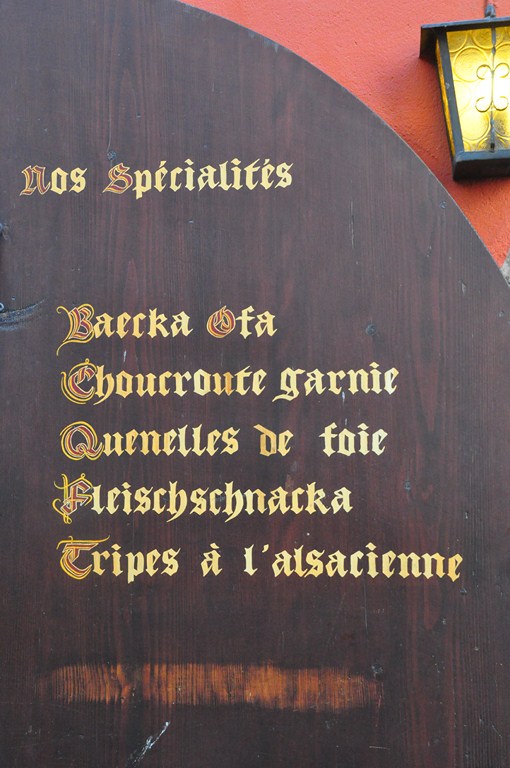 Nos Spécialités
Baecka Ofa
Choucroute garnie
Quenelles de foie
Fleischschnacka
Tripes à l'alsacienne